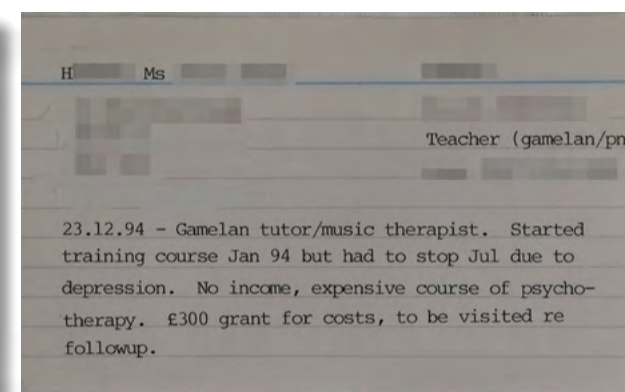 H Ms
Teacher (gamelan/pn
23.12.94 - Gamelan tutor/music therapist. Started
training course Jan 94 but had to stop Jul due to
depression. No income, expensive course of psycho-
therapy. £300 grant for costs, to be visited re
followup.